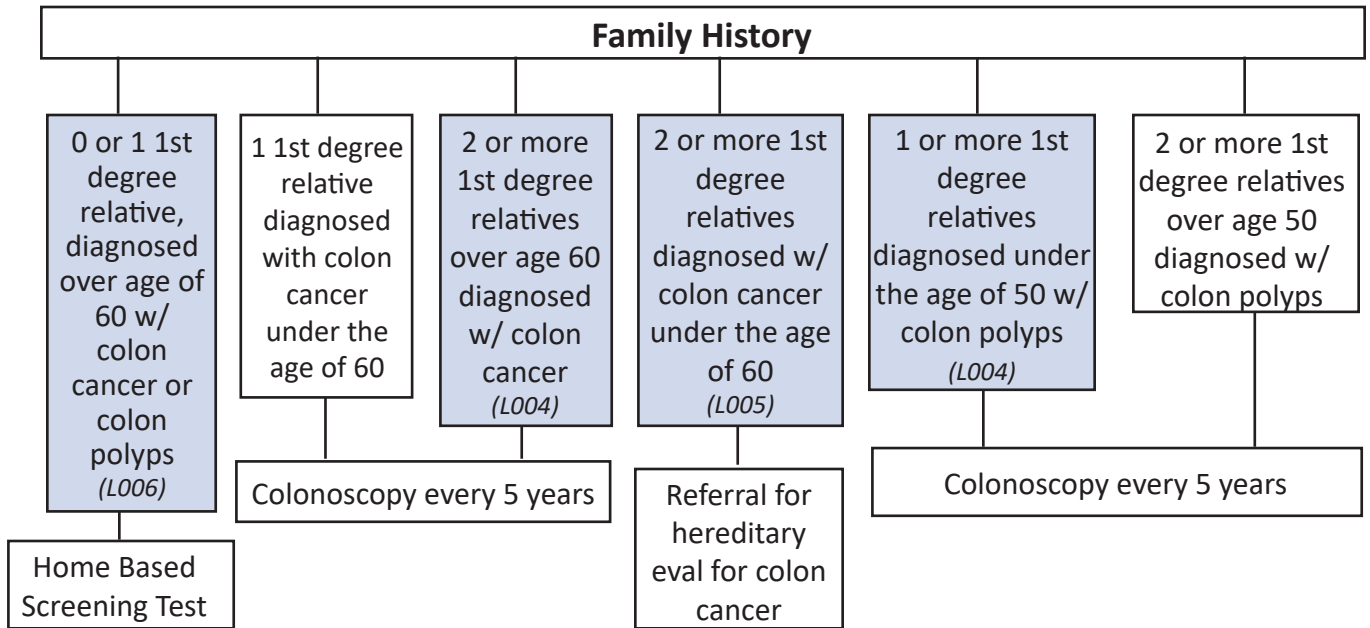 Family History
0 or 1 1st
degree
relative,
diagnosed
over age of
60 w/
colon
cancer or
colon
polyps
(L006)
Home Based
Screening Test
1 1st degree
relative
diagnosed
with colon
cancer
under the
age of 60
2 or more
1st degree
relatives
over age 60
diagnosed
w/ colon
cancer
(L004)
Colonoscopy every 5 years
2 or more 1st
degree
relatives
diagnosed w/
colon cancer
under the age
of 60
(L005)
Referral for
hereditary
eval for colon
cancer
1 or more 1st
degree
relatives
diagnosed under
the age of 50 w/
colon polyps
(L004)
2 or more 1st
degree relatives
over age 50
diagnosed w/
colon polyps
Colonoscopy every 5 years